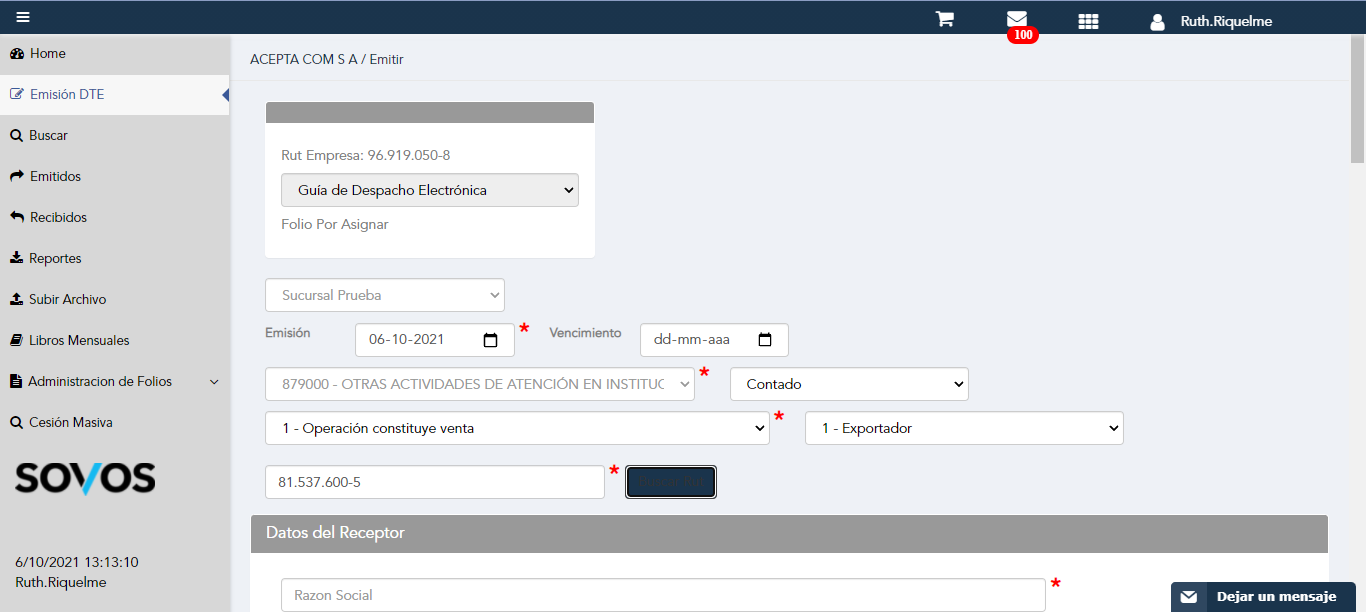 100
Ruth.Riquelme
Home
Emisión DTE
Buscar
Emitidos
Recibidos
Reportes
Subir Archivo
Libros Mensuales
Administracion de Folios
Cesión Masiva
SOVOS
6/10/2021 13:13:10
Ruth.Riquelme
ACEPTA COM S A / Emitir
Rut Empresa: 96.919.050-8
Guía de Despacho Electrónica
Folio Por Asignar
Sucursal Prueba
Emisión 06-10-2021 * Vencimiento dd-mm-aaa
879000 - OTRAS ACTIVIDADES DE ATENCIÓN EN INSTITUC * Contado
1 - Operación constituye venta * 1 - Exportador
81.537.600-5 *
Datos del Receptor
Razon Social *
Dejar un mensaje